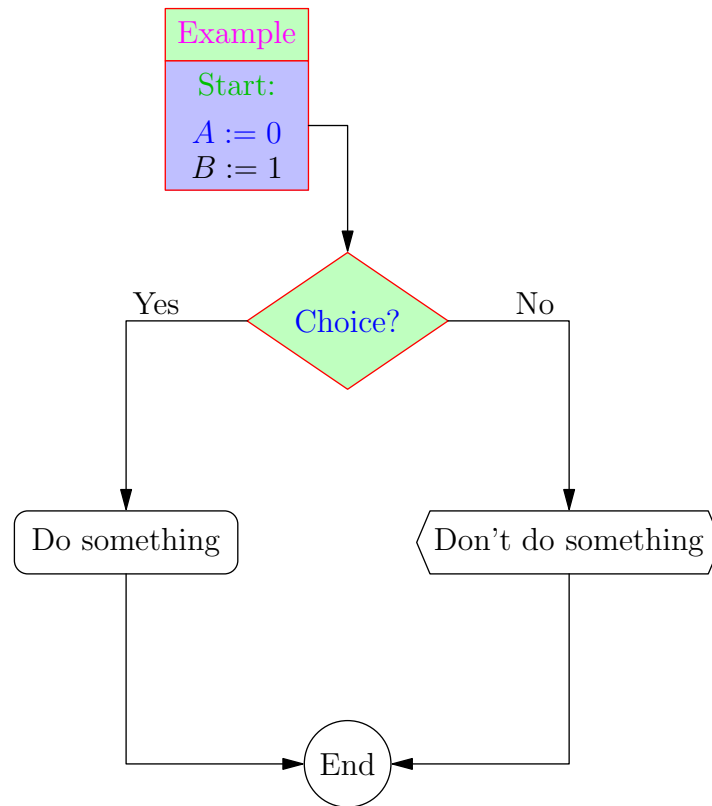 Example
Start:
A := 0
B := 1
Choice?
Yes
No
Do something
Don't do something
End